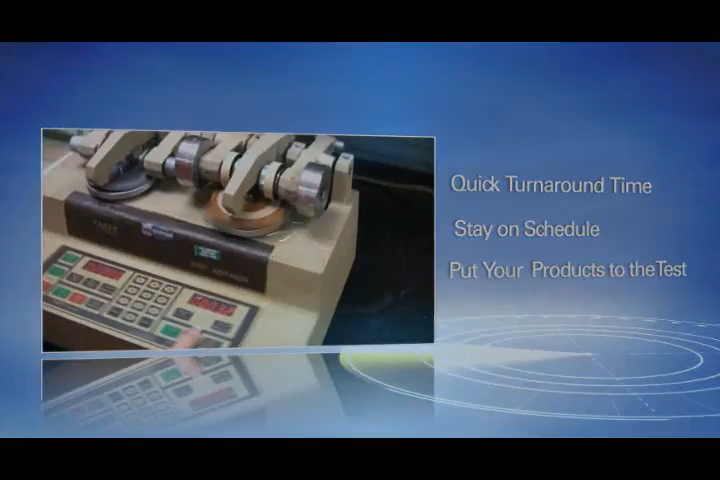 Quick Turnaround Time
Stay on Schedule
Put Your Products to the Test